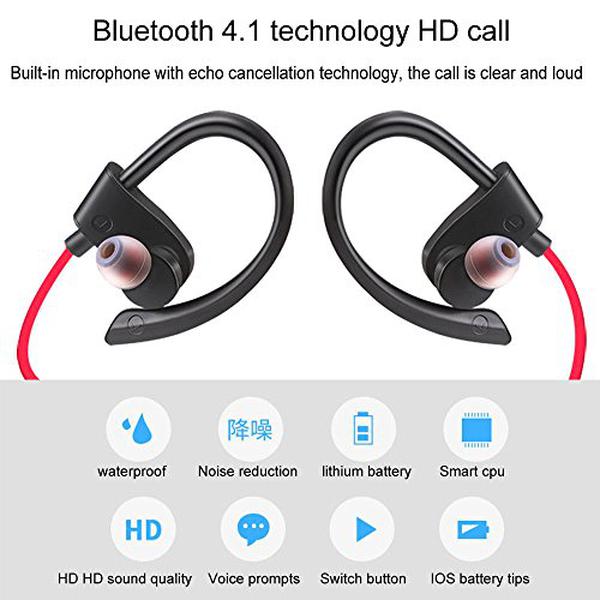 Bluetooth 4.1 technology HD call
Built-in microphone with echo cancellation technology, the call is clear and loud
L
L
降噪
waterproof Noise reduction lithium battery Smart cpu
HD
HD HD sound quality Voice prompts Switch button IOS battery tips